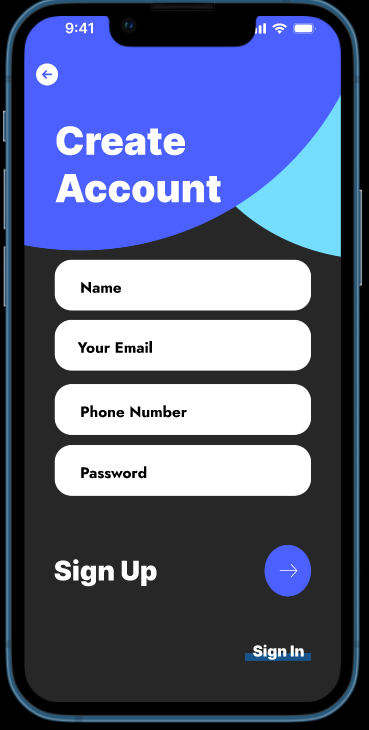 9:41
Create
Account
Name
Your Email
Phone Number
Password
Sign Up
Sign In